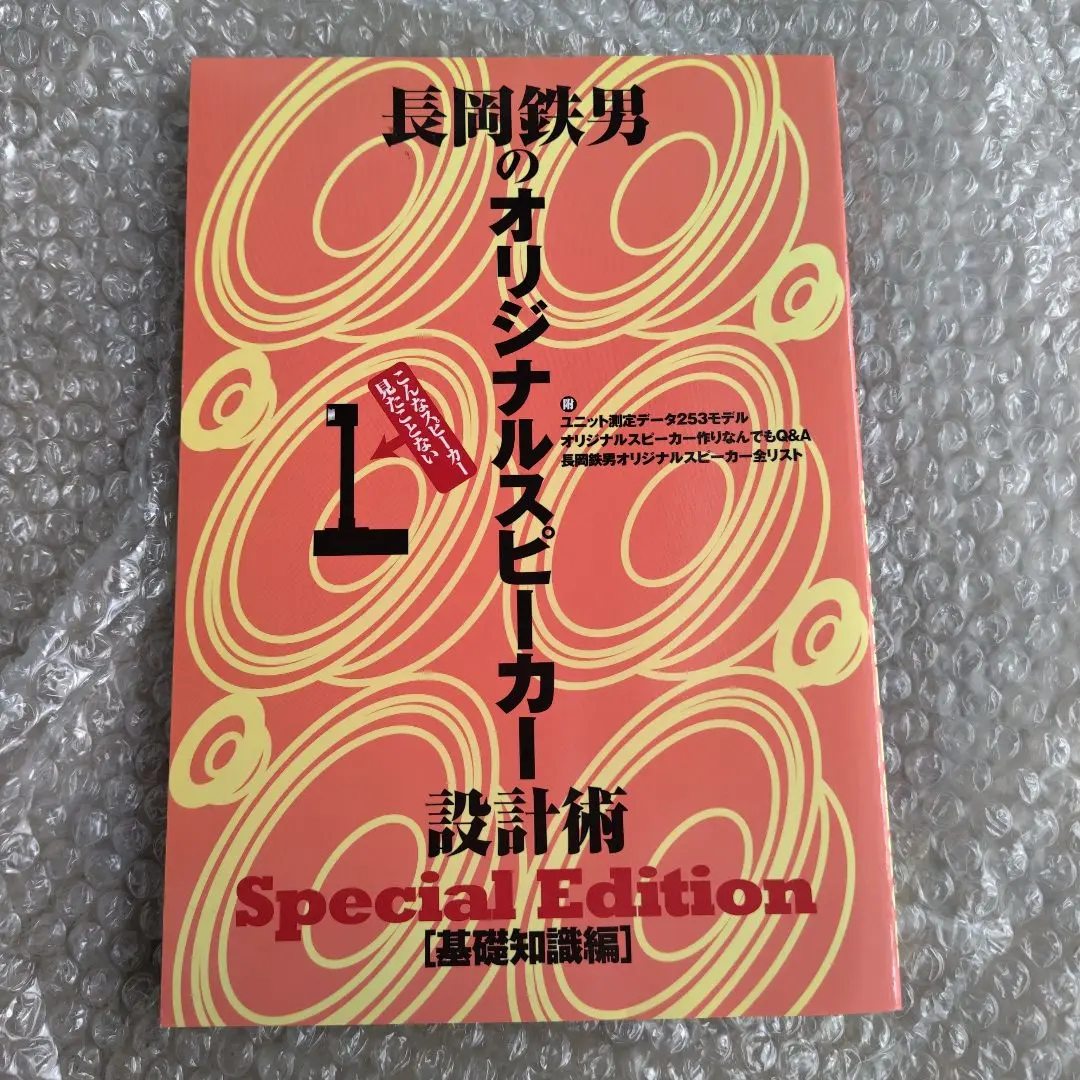 長岡鉄男
の
オリジナルスピーカー
設計術
こんなスピーカー
見たことない
1
附
ユニット測定データ253モデル
オリジナルスピーカー作りなんでもQ&A
長岡鉄男オリジナルスピーカー全リスト
Special Edition
[基礎知識編]